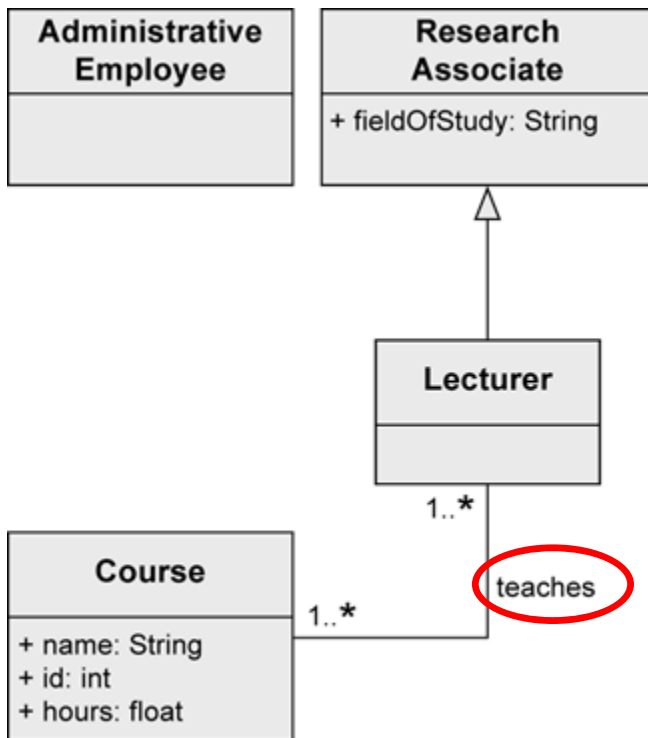 Administrative
Employee
Research
Associate
+ fieldOfStudy: String
Lecturer
1..*
teaches
1..*
Course
+ name: String
+ id: int
+ hours: float